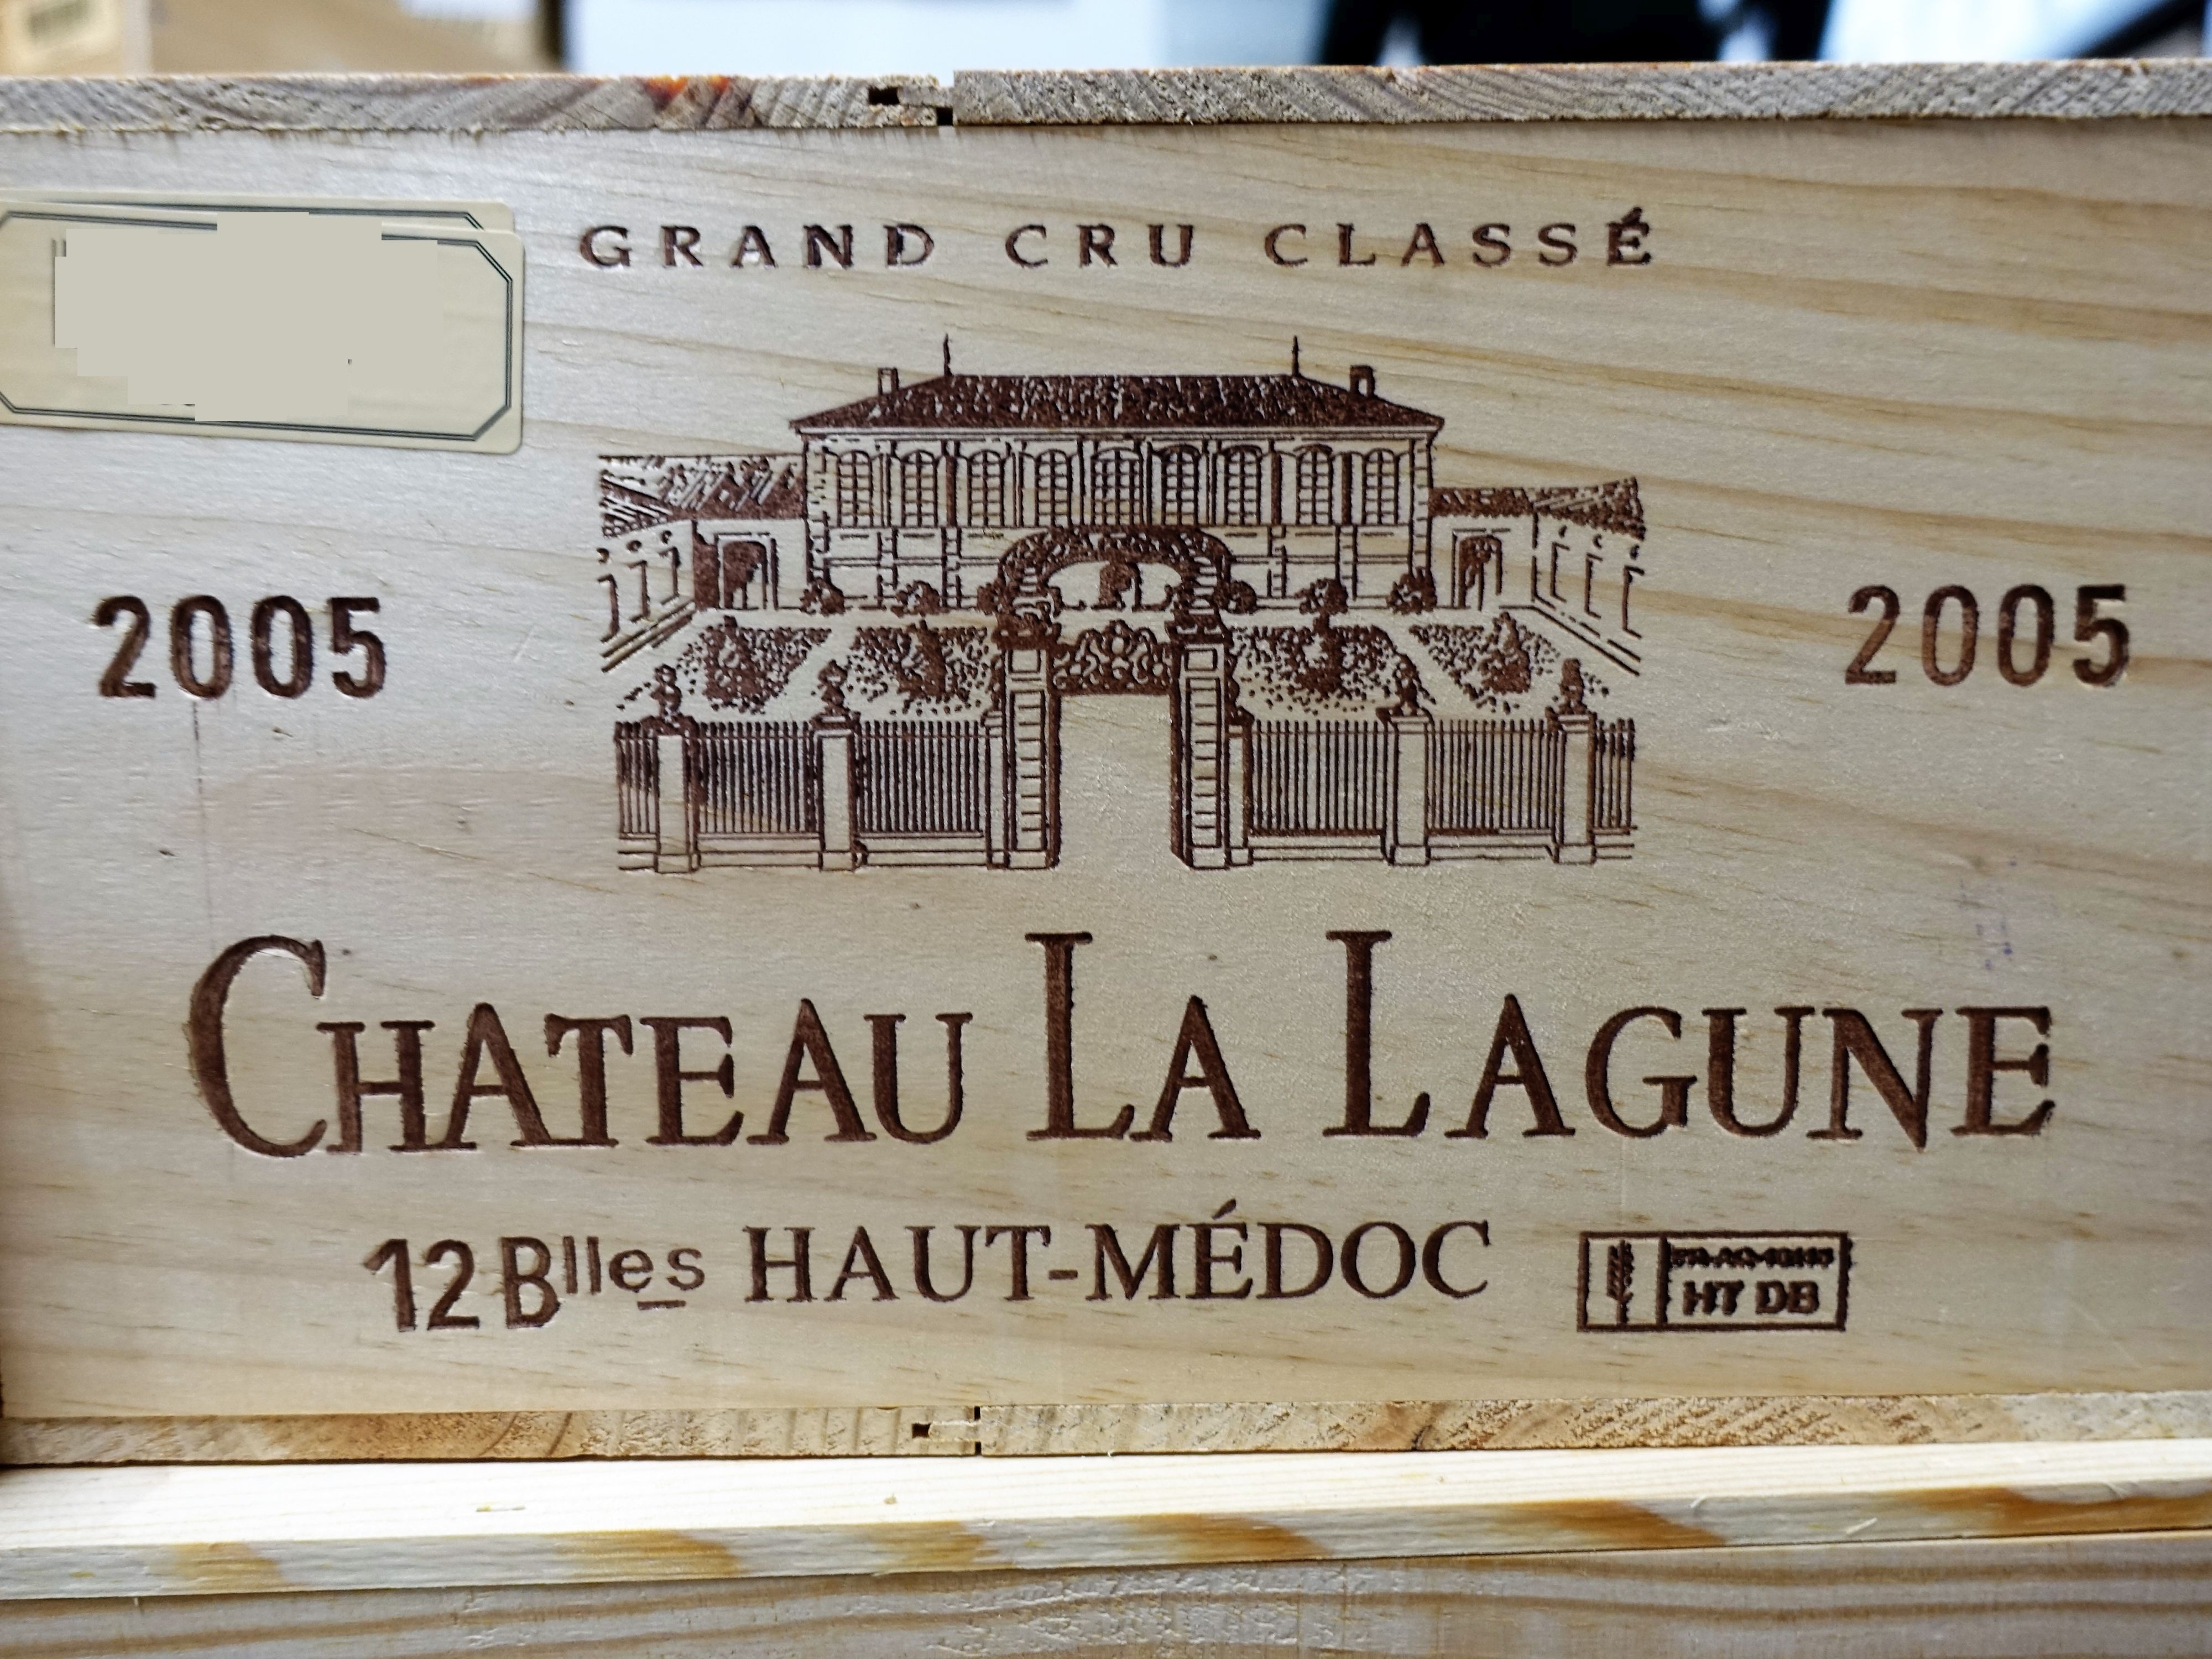 GRAND CRU CLASSÉ
2005
2005
CHATEAU LA LAGUNE
12 Blles HAUT-MÉDOC
HT DB